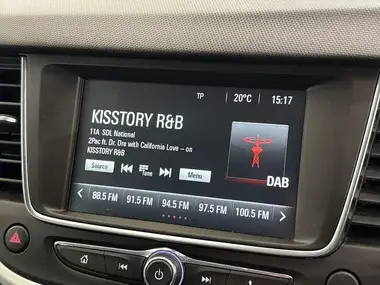 TP 20°C 15:17
KISSTORY R&B
11A SDL National
2Pac ft. Dr. Dre with California Love -- on
KISSTORY R&B
Source Tone Menu
DAB
88.5 FM 91.5 FM 94.5 FM 97.5 FM 100.5 FM